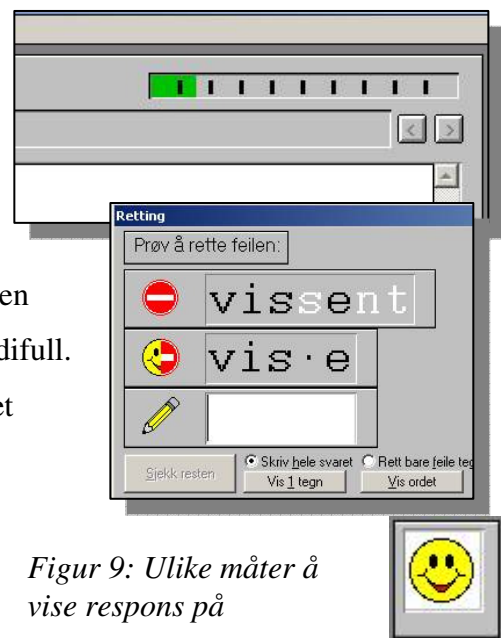 Retting
Prøv å rette feilen:
vissent
en
vis·e
difull.
et
Sjekk resten
Skriv hele svaret
Rett bare feile teg
Vis 1 tegn
Vis ordet
Figur 9: Ulike måter å
vise respons på